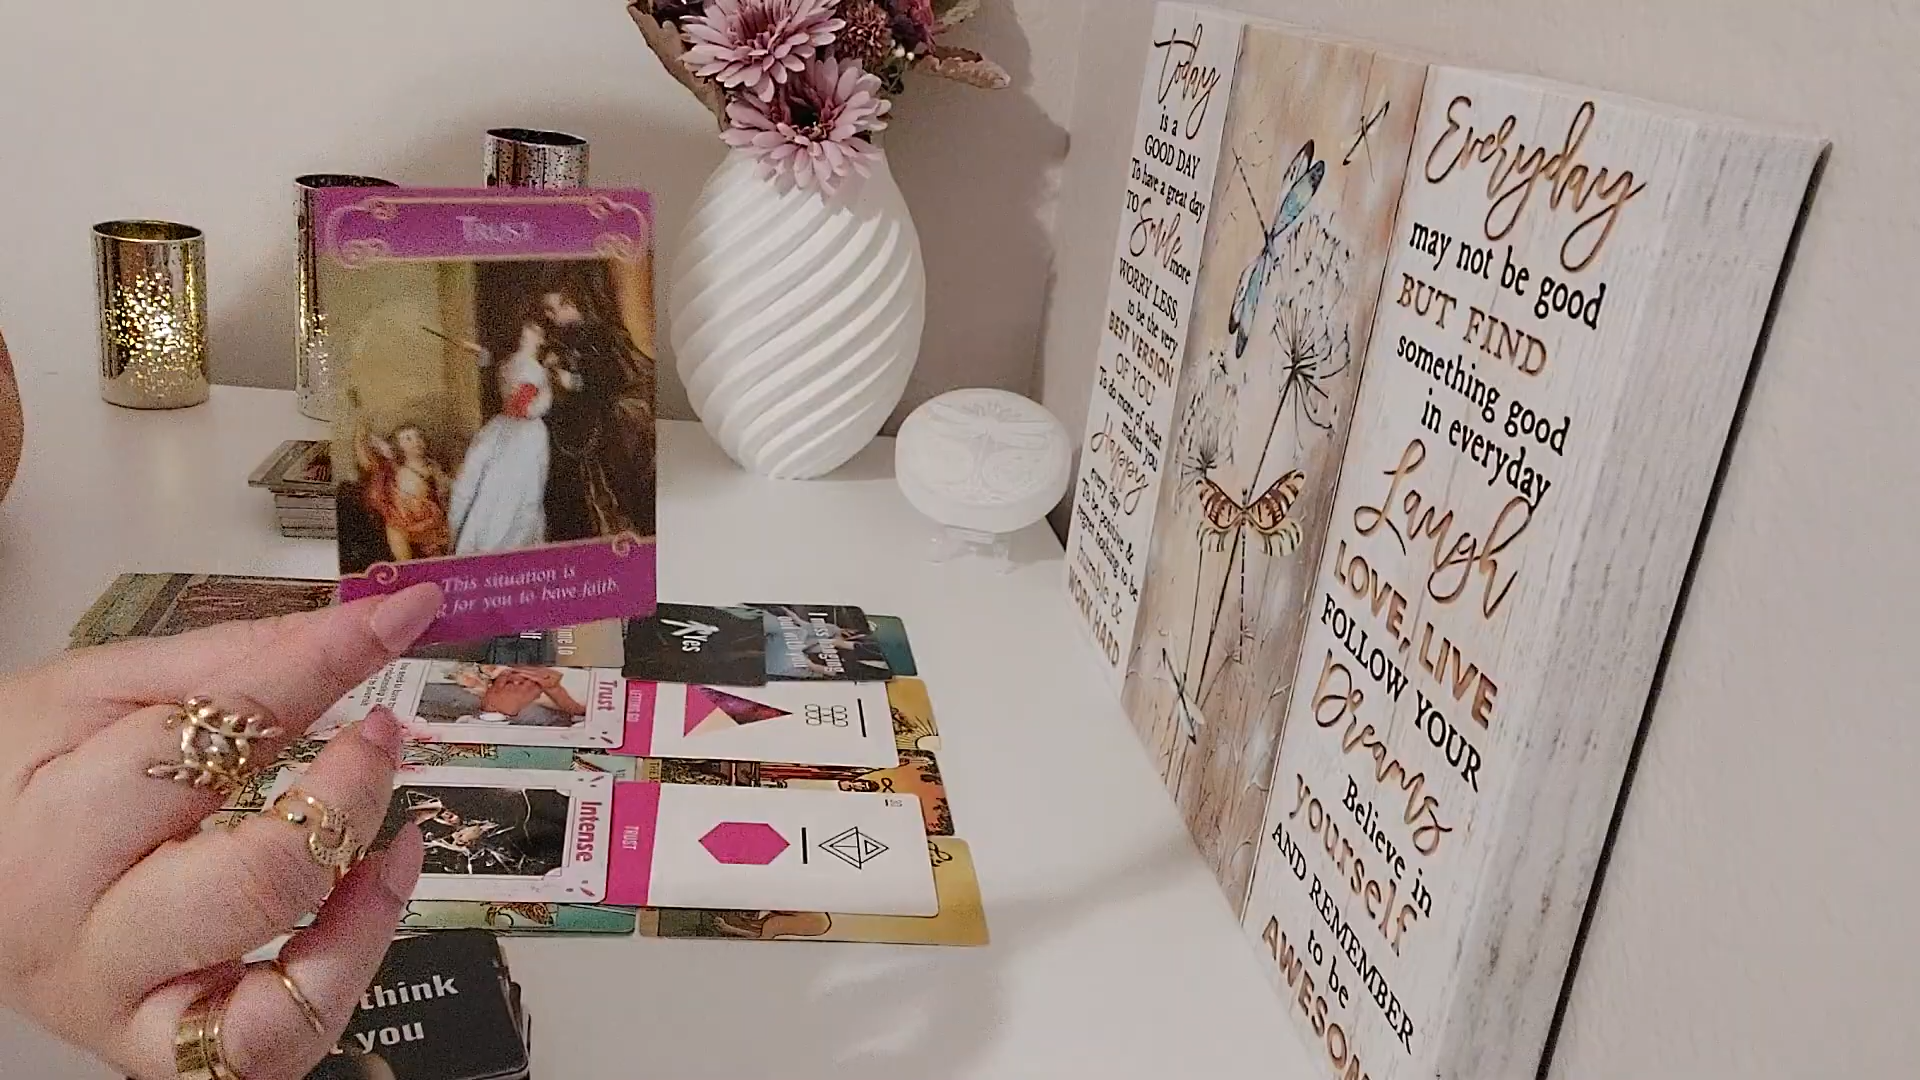 TRUST
This situation is
for you to have faith.
Yes
Trust
LETTING GO
Intense
TRUST
think
you
Today
is a
GOOD DAY
To have a great day
TO Smile more
WORRY LESS,
to be the very
BEST VERSION
OF YOU
To do more of what
makes you
Happy
every day
To be positive &
regret nothing to be
humble &
WORK HARD
Everyday
may not be good
BUT FIND
something good
in everyday
Laugh
LOVE, LIVE
FOLLOW YOUR
Dreams
Believe in
yourself
AND REMEMBER
to be
AWESOM